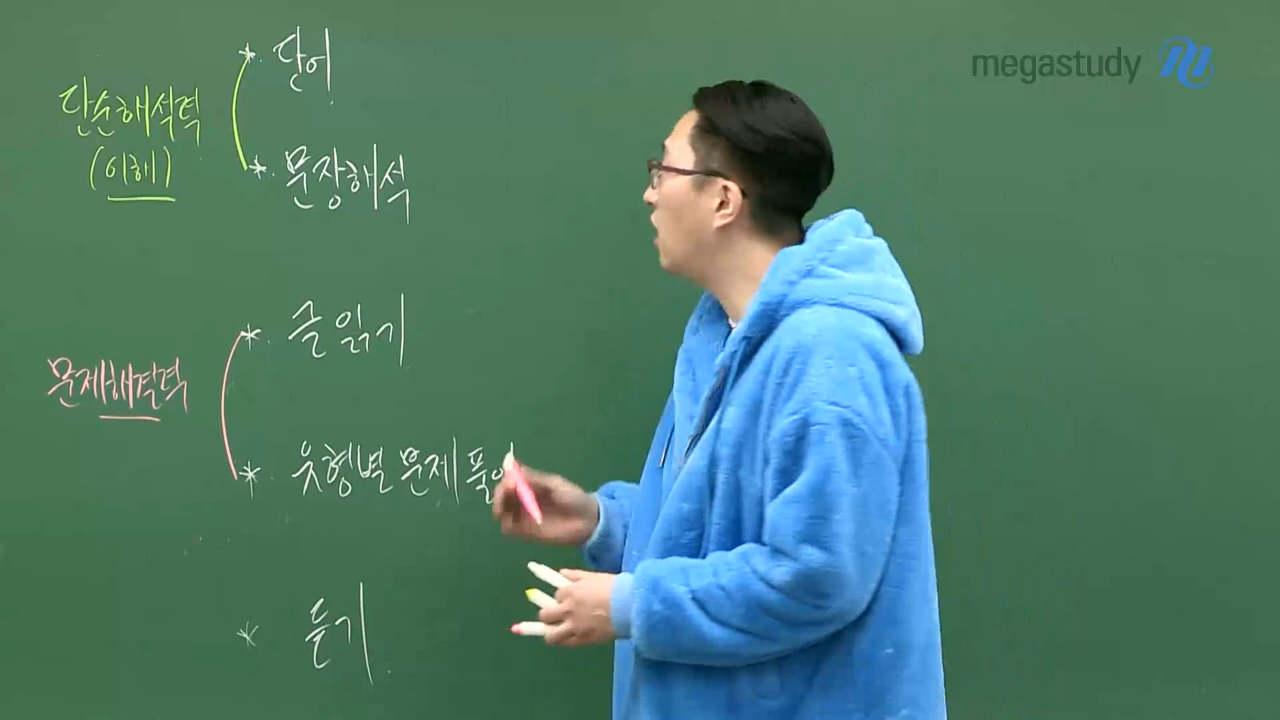 megastudy
* 단어
단순해석력
(이해)
* 문장해석
* 글 읽기
문제해결력
* 유형별 문제 풀이
* 듣기